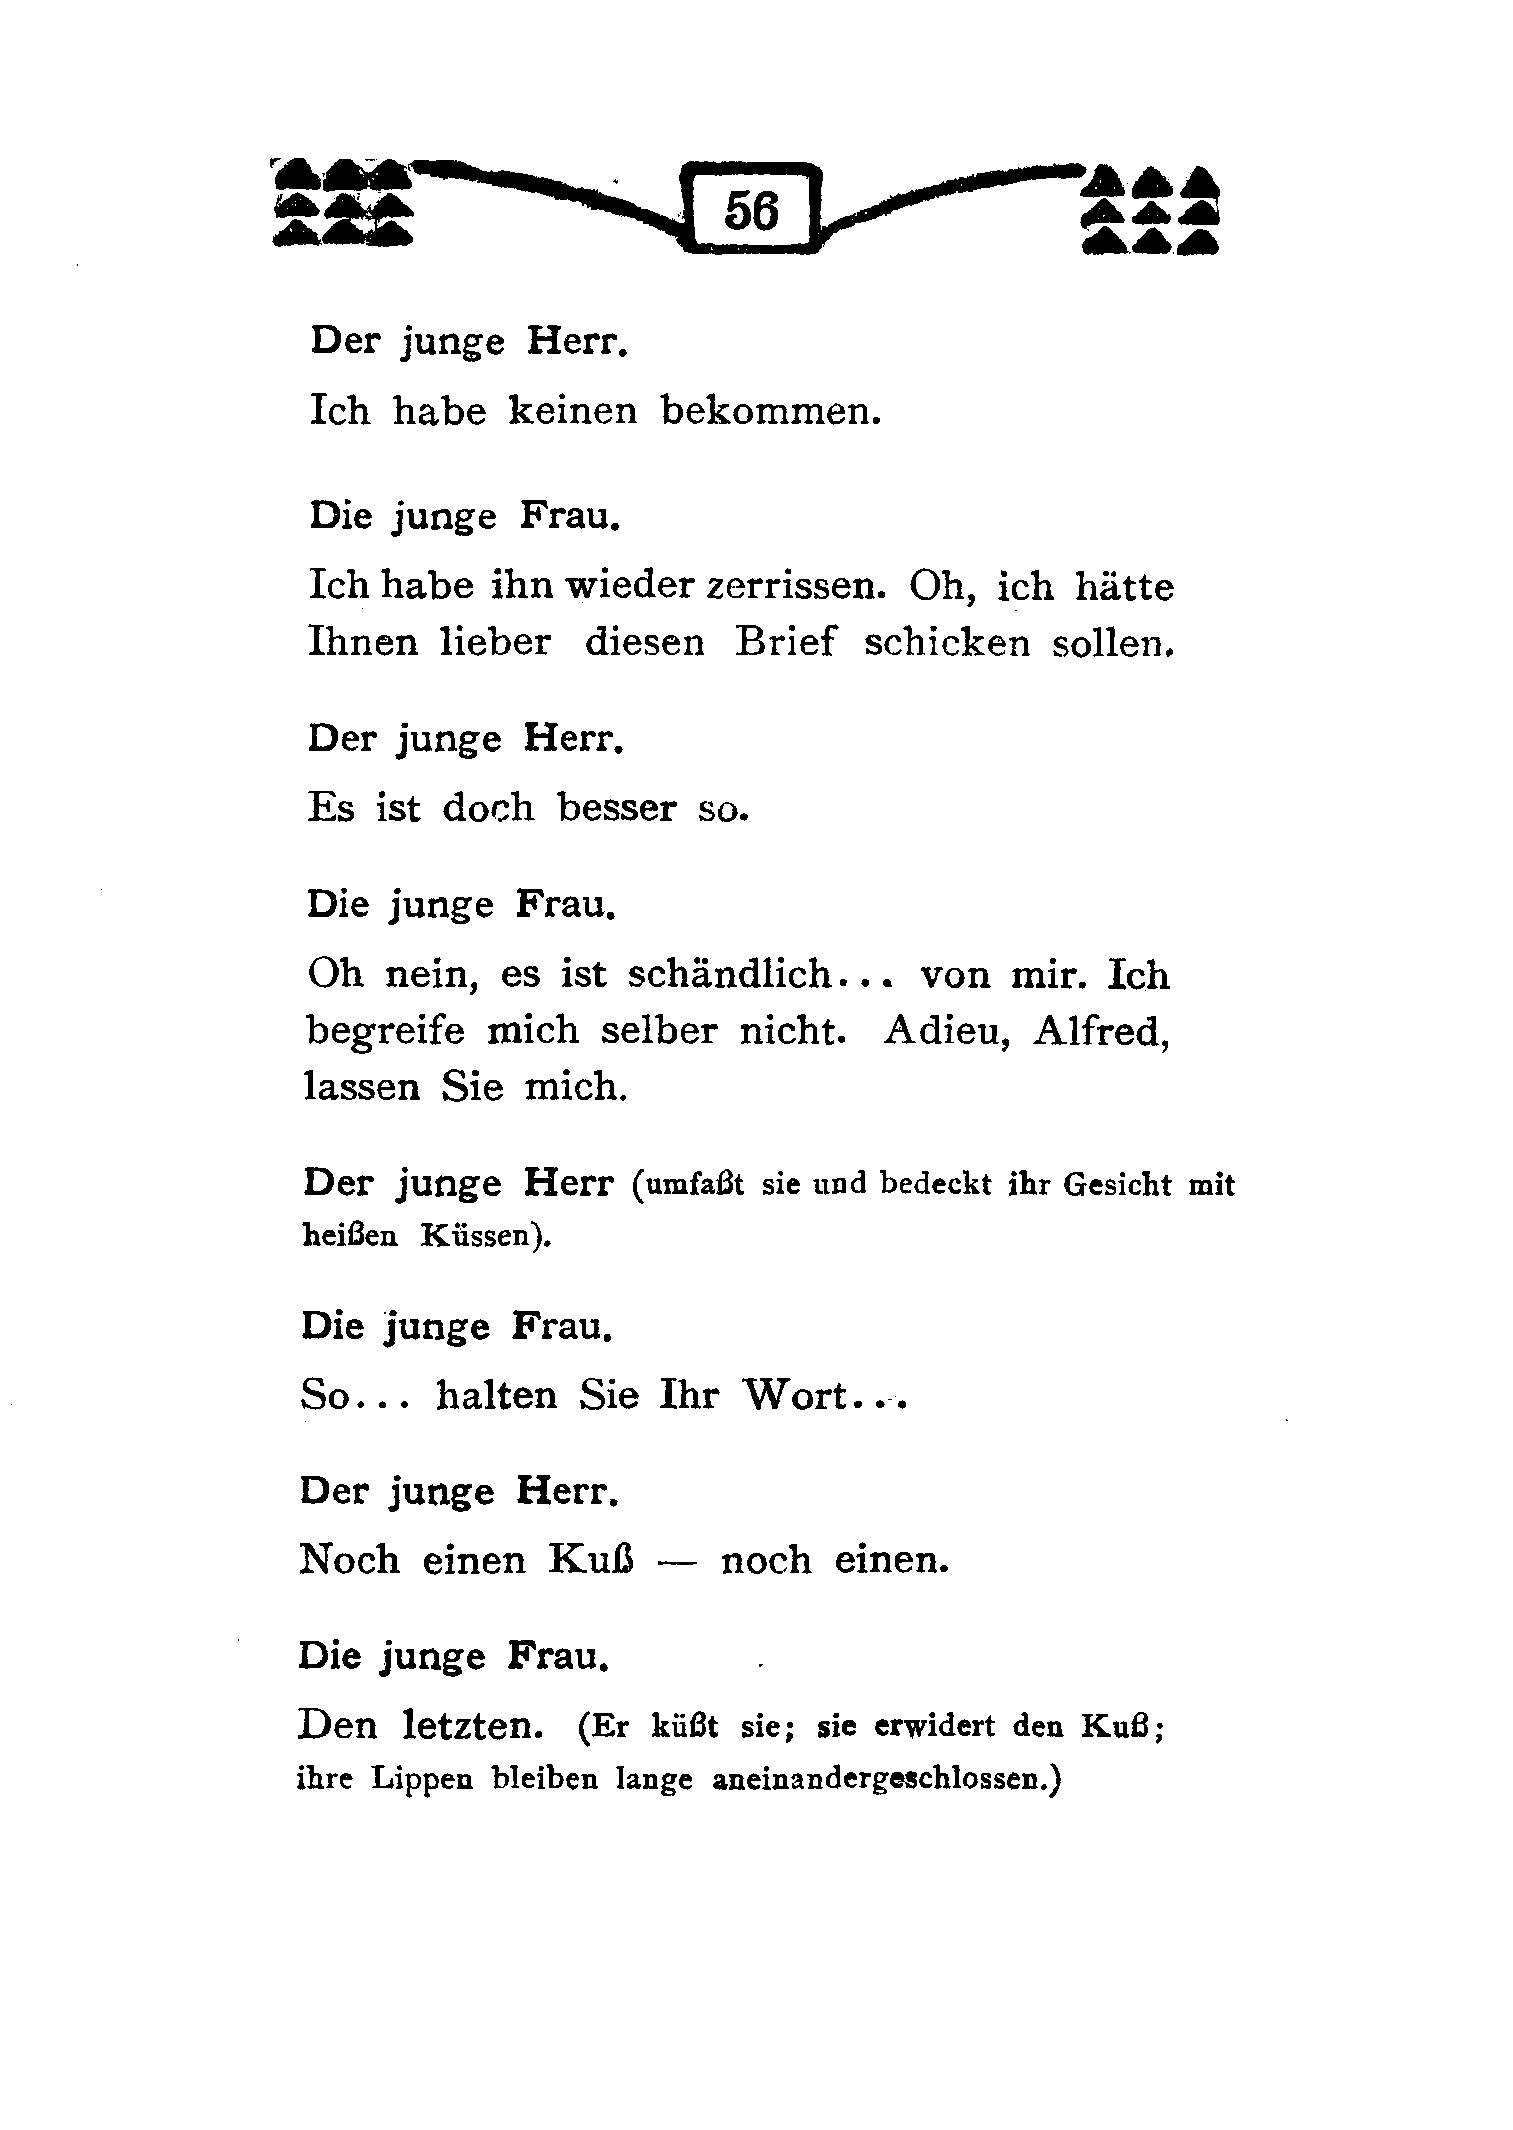 56
Der junge Herr.
Ich habe keinen bekommen.
Die junge Frau.
Ich habe ihn wieder zerrissen. Oh, ich hätte
Ihnen lieber diesen Brief schicken sollen.
Der junge Herr.
Es ist doch besser so.
Die junge Frau.
Oh nein, es ist schändlich... von mir. Ich
begreife mich selber nicht. Adieu, Alfred,
lassen Sie mich.
Der junge Herr (umfaßt sie und bedeckt ihr Gesicht mit
heißen Küssen).
Die junge Frau.
So... halten Sie Ihr Wort...
Der junge Herr.
Noch einen Kuß — noch einen.
Die junge Frau.
Den letzten. (Er küßt sie; sie erwidert den Kuß;
ihre Lippen bleiben lange aneinandergeschlossen.)